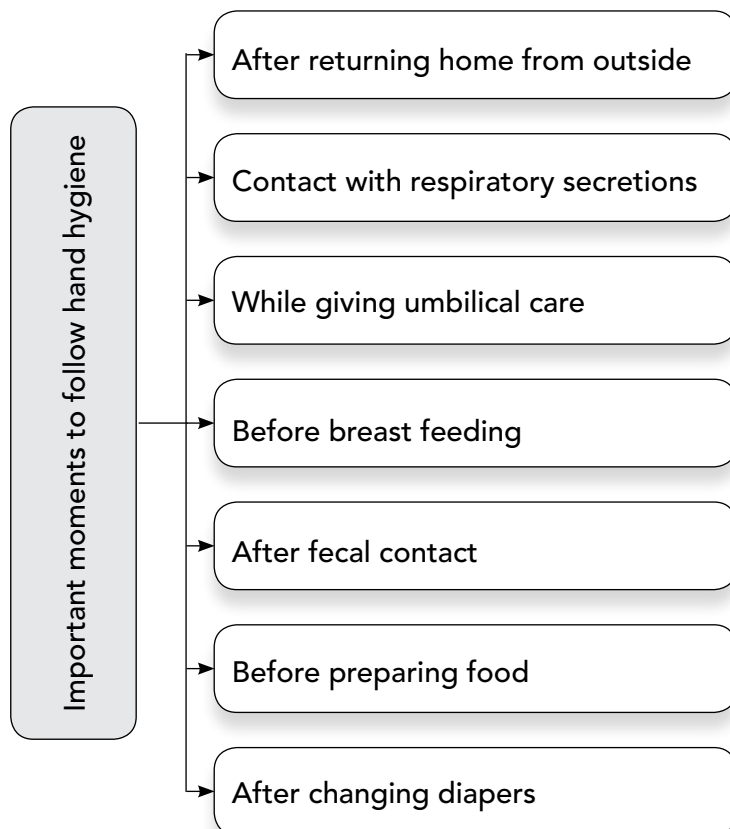 Important moments to follow hand hygiene
After returning home from outside
Contact with respiratory secretions
While giving umbilical care
Before breast feeding
After fecal contact
Before preparing food
After changing diapers